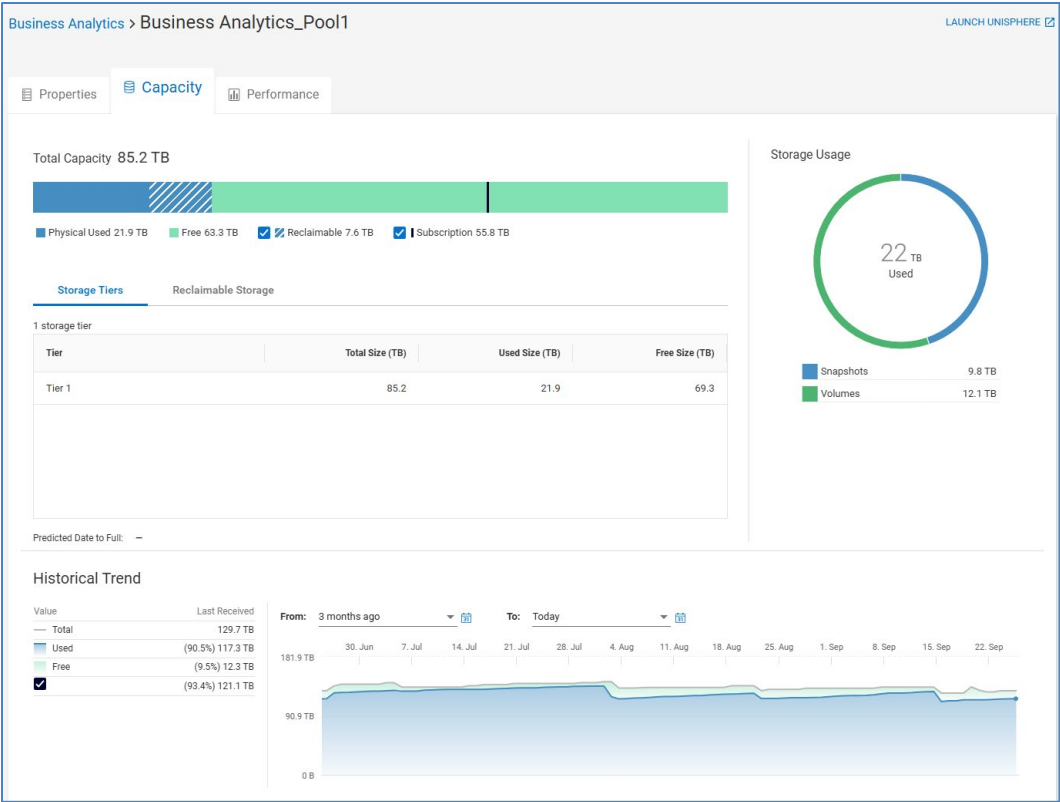 Business Analytics > Business Analytics_Pool1
LAUNCH UNISPHERE
Properties
Capacity
Performance
Total Capacity 85.2 TB
Physical Used 21.9 TB
Free 63.3 TB
Reclaimable 7.6 TB
Subscription 55.8 TB
Storage Tiers
Reclaimable Storage
1 storage tier
Tier Total Size (TB) Used Size (TB) Free Size (TB)
Tier 1 85.2 21.9 69.3
Predicted Date to Full: –
Storage Usage
22 TB
Used
Snapshots 9.8 TB
Volumes 12.1 TB
Historical Trend
Value Last Received
Total 129.7 TB
Used (90.5%) 117.3 TB
Free (9.5%) 12.3 TB
(93.4%) 121.1 TB
From: 3 months ago To: Today
30. Jun 7. Jul 14. Jul 21. Jul 28. Jul 4. Aug 11. Aug 18. Aug 25. Aug 1. Sep 8. Sep 15. Sep 22. Sep
181.9 TB
90.9 TB
0 B